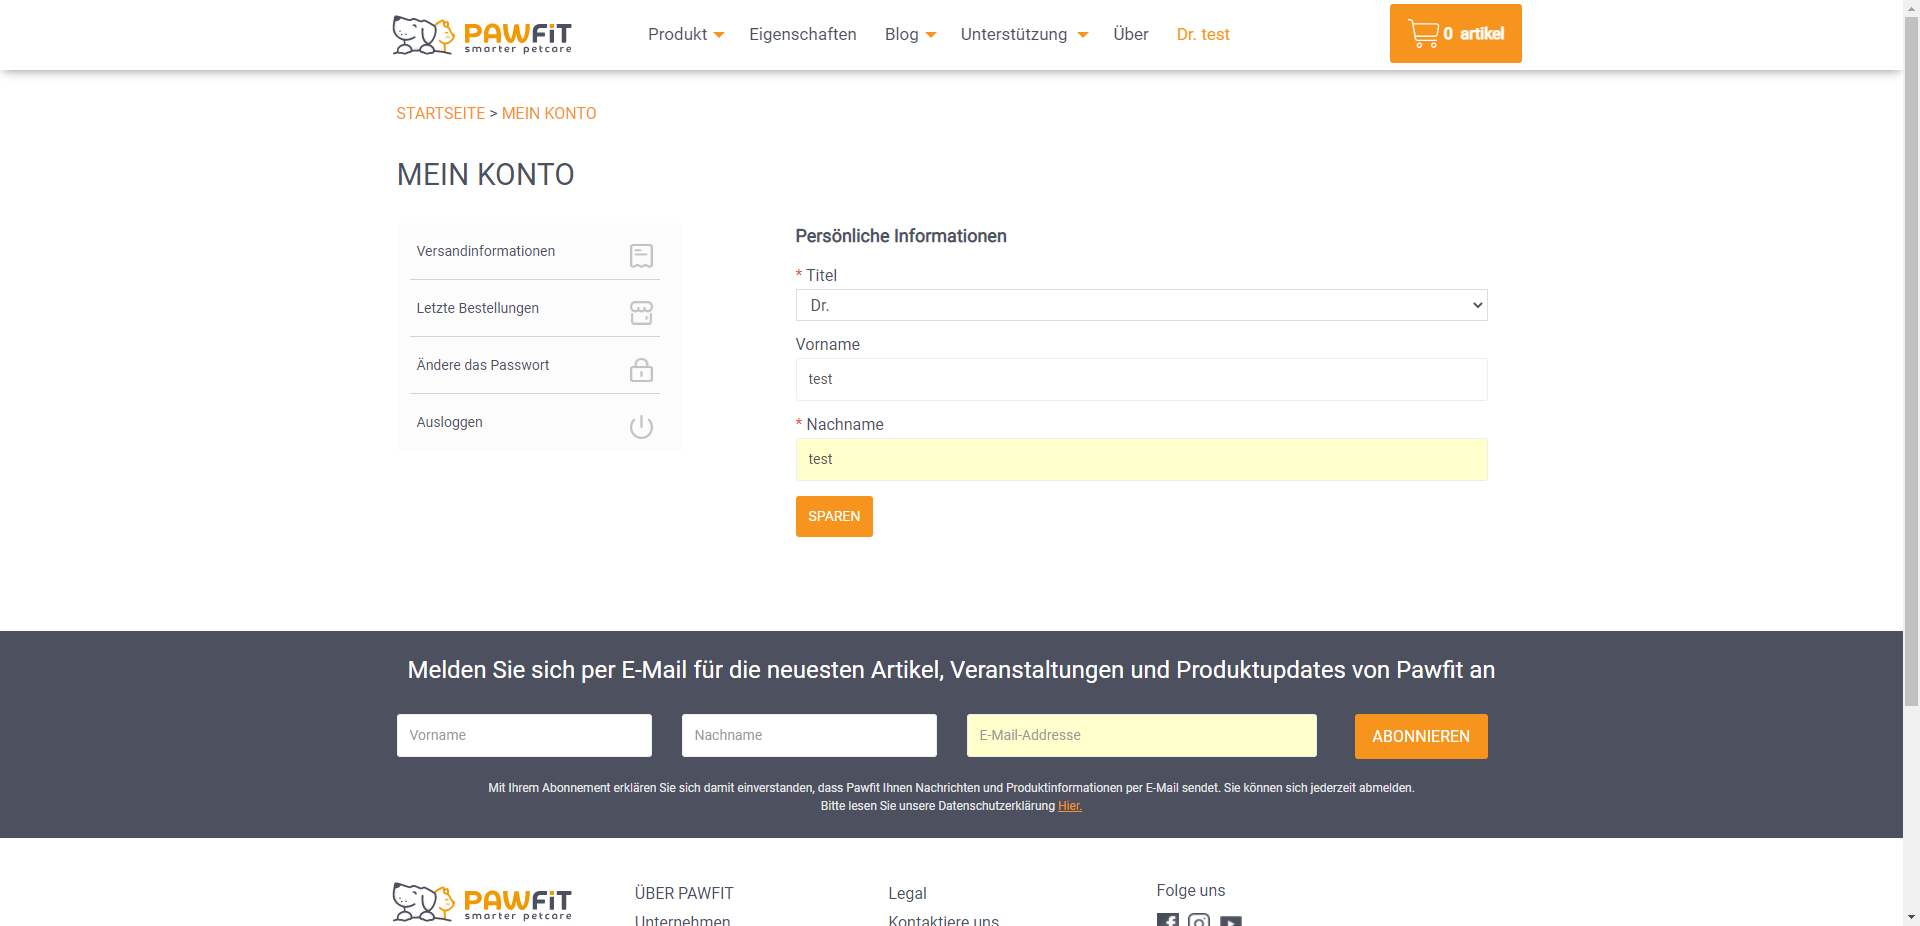 PAWFIT
smarter petcare
Produkt Eigenschaften Blog Unterstützung Über Dr. test
0 artikel
STARTSEITE > MEIN KONTO
MEIN KONTO
Versandinformationen
Letzte Bestellungen
Ändere das Passwort
Ausloggen
Persönliche Informationen
* Titel
Dr.
Vorname
test
* Nachname
test
SPAREN
Melden Sie sich per E-Mail für die neuesten Artikel, Veranstaltungen und Produktupdates von Pawfit an
Vorname Nachname E-Mail-Addresse ABONNIEREN
Mit Ihrem Abonnement erklären Sie sich damit einverstanden, dass Pawfit Ihnen Nachrichten und Produktinformationen per E-Mail sendet. Sie können sich jederzeit abmelden.
Bitte lesen Sie unsere Datenschutzerklärung Hier.
PAWFIT
smarter petcare
ÜBER PAWFIT
Unternehmen
Legal
Kontaktiere uns
Folge uns